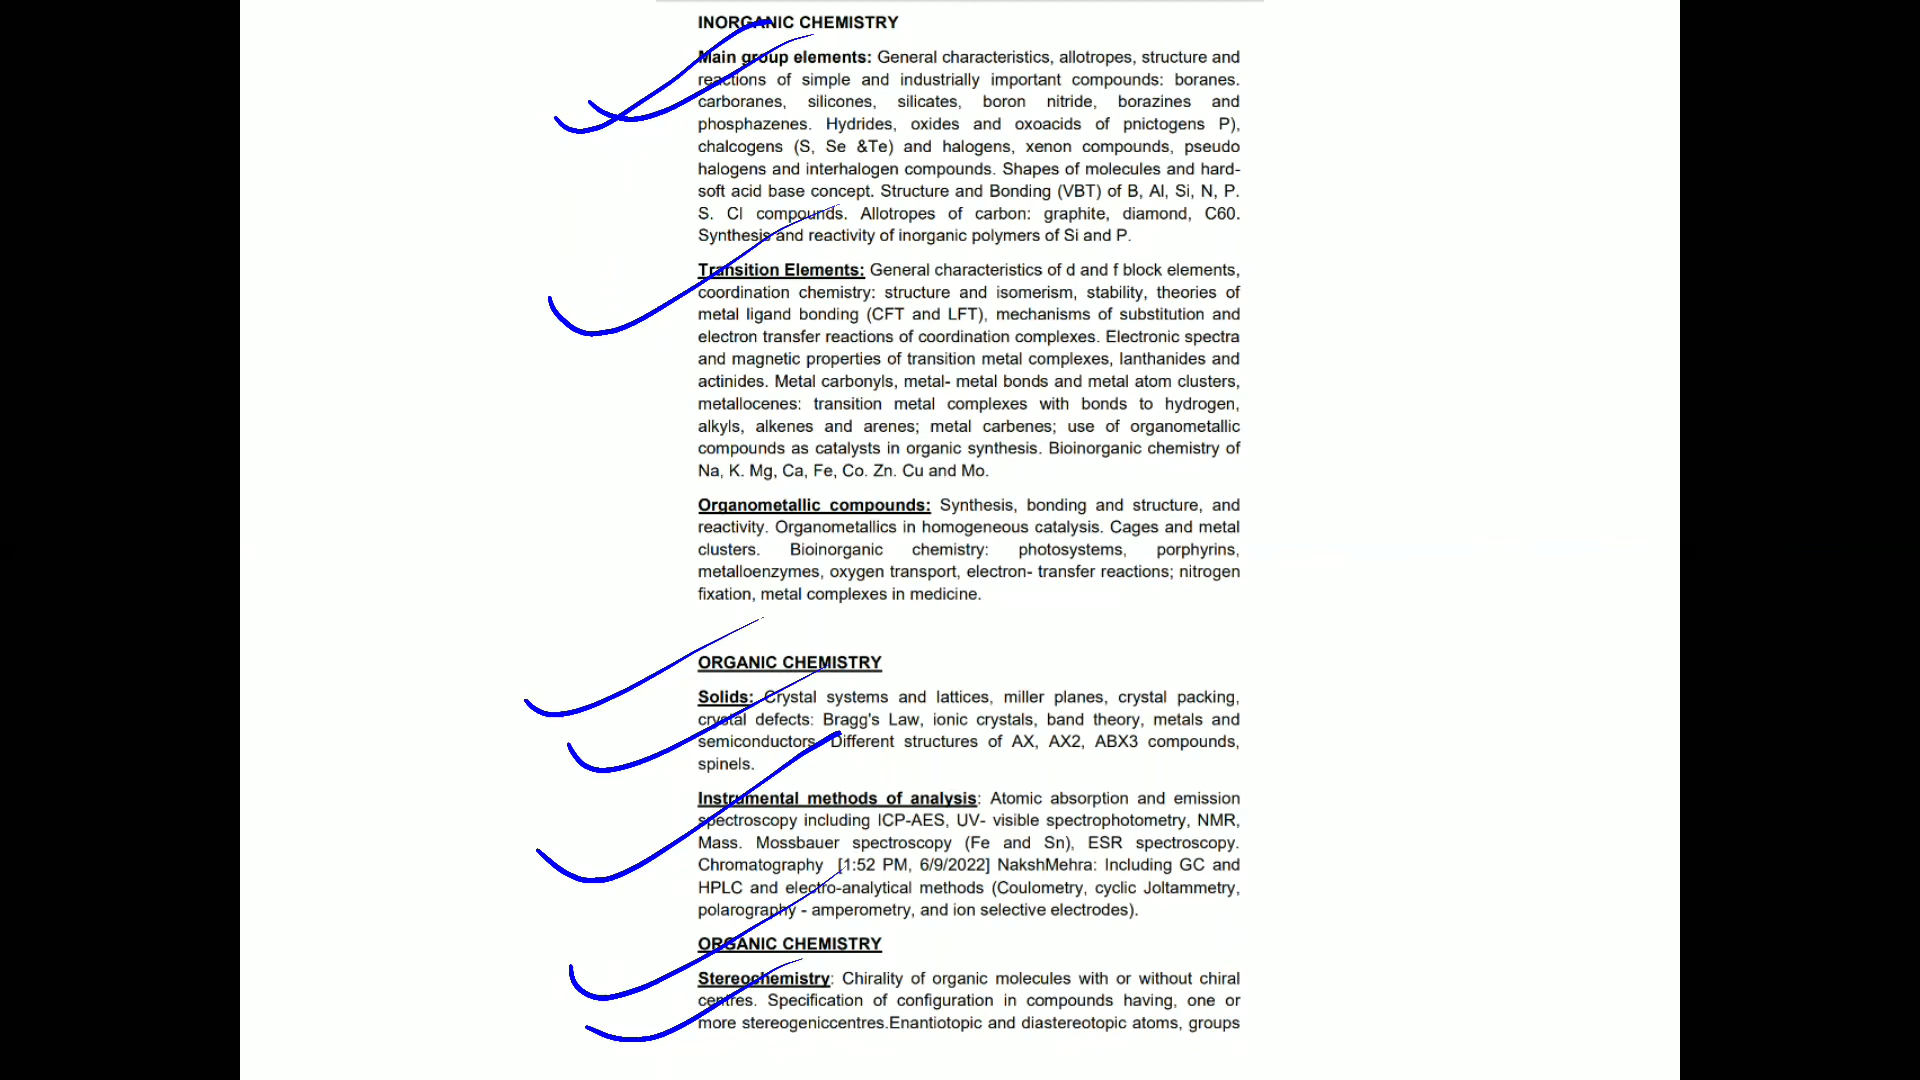 INORGANIC CHEMISTRY
Main group elements: General characteristics, allotropes, structure and
reactions of simple and industrially important compounds: boranes.
carboranes, silicones, silicates, boron nitride, borazines and
phosphazenes. Hydrides, oxides and oxoacids of pnictogens P),
chalcogens (S, Se &Te) and halogens, xenon compounds, pseudo
halogens and interhalogen compounds. Shapes of molecules and hard-
soft acid base concept. Structure and Bonding (VBT) of B, Al, Si, N, P.
S. Cl compounds. Allotropes of carbon: graphite, diamond, C60.
Synthesis and reactivity of inorganic polymers of Si and P.
Transition Elements: General characteristics of d and f block elements,
coordination chemistry: structure and isomerism, stability, theories of
metal ligand bonding (CFT and LFT), mechanisms of substitution and
electron transfer reactions of coordination complexes. Electronic spectra
and magnetic properties of transition metal complexes, lanthanides and
actinides. Metal carbonyls, metal- metal bonds and metal atom clusters,
metallocenes: transition metal complexes with bonds to hydrogen,
alkyls, alkenes and arenes; metal carbenes; use of organometallic
compounds as catalysts in organic synthesis. Bioinorganic chemistry of
Na, K. Mg, Ca, Fe, Co. Zn. Cu and Mo.
Organometallic compounds: Synthesis, bonding and structure, and
reactivity. Organometallics in homogeneous catalysis. Cages and metal
clusters. Bioinorganic chemistry: photosystems, porphyrins,
metalloenzymes, oxygen transport, electron- transfer reactions; nitrogen
fixation, metal complexes in medicine.
ORGANIC CHEMISTRY
Solids: Crystal systems and lattices, miller planes, crystal packing,
crystal defects: Bragg's Law, ionic crystals, band theory, metals and
semiconductors. Different structures of AX, AX2, ABX3 compounds,
spinels.
Instrumental methods of analysis: Atomic absorption and emission
spectroscopy including ICP-AES, UV- visible spectrophotometry, NMR,
Mass. Mossbauer spectroscopy (Fe and Sn), ESR spectroscopy.
Chromatography [1:52 PM, 6/9/2022] NakshMehra: Including GC and
HPLC and electro-analytical methods (Coulometry, cyclic Joltammetry,
polarography - amperometry, and ion selective electrodes).
ORGANIC CHEMISTRY
Stereochemistry: Chirality of organic molecules with or without chiral
centres. Specification of configuration in compounds having, one or
more stereogeniccentres.Enantiotopic and diastereotopic atoms, groups